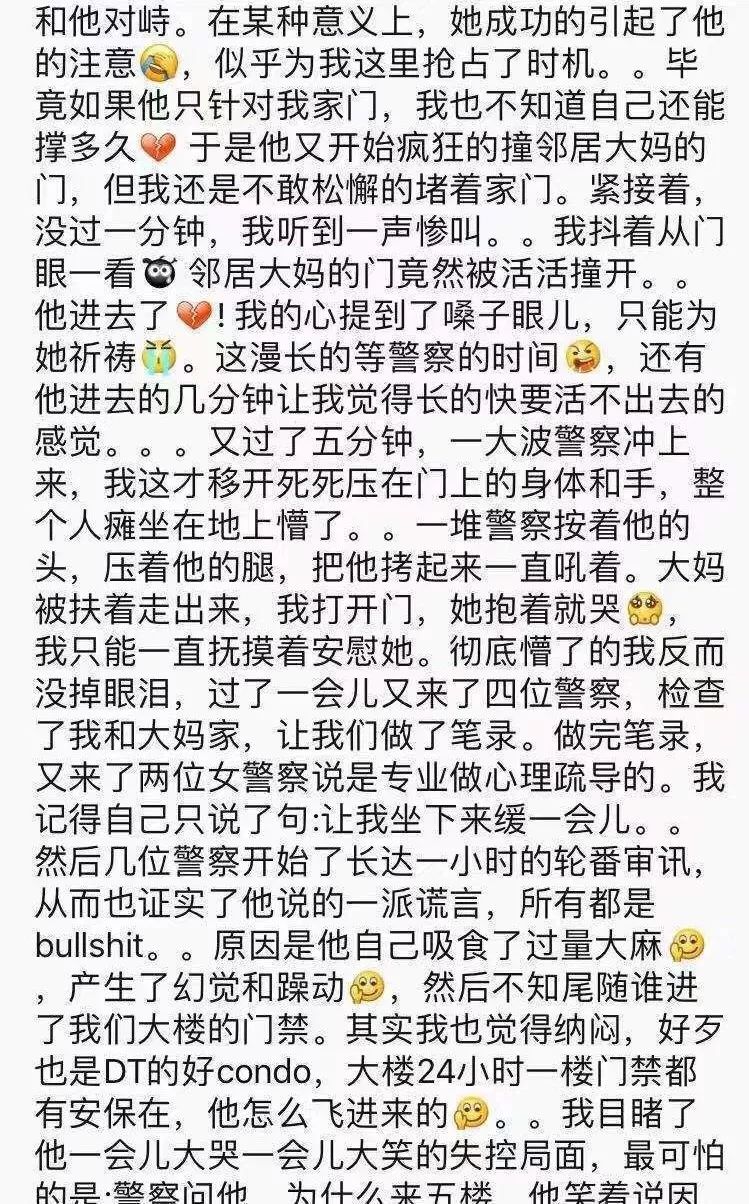 和他对峙。在某种意义上，她成功的引起了他
的注意🤦，似乎为我这里抢占了时机。。毕
竟如果他只针对我家门，我也不知道自己还能
撑多久💔 于是他又开始疯狂的撞邻居大妈的
门，但我还是不敢松懈的堵着家门。紧接着，
没过一分钟，我听到一声惨叫。。我抖着从门
眼一看🌚 邻居大妈的门竟然被活活撞开。。
他进去了💔! 我的心提到了嗓子眼儿，只能为
她祈祷😭。这漫长的等警察的时间🤬，还有
他进去的几分钟让我觉得长的快要活不出去的
感觉。。。又过了五分钟，一大波警察冲上
来，我这才移开死死压在门上的身体和手，整
个人瘫坐在地上懵了。。一堆警察按着他的
头，压着他的腿，把他拷起来一直吼着。大妈
被扶着走出来，我打开门，她抱着就哭🥺，
我只能一直抚摸着安慰她。彻底懵了的我反而
没掉眼泪，过了一会儿又来了四位警察，检查
了我和大妈家，让我们做了笔录。做完笔录，
又来了两位女警察说是专业做心理疏导的。我
记得自己只说了句:让我坐下来缓一会儿。。
然后几位警察开始了长达一小时的轮番审讯，
从而也证实了他说的一派谎言，所有都是
bullshit。。原因是他自己吸食了过量大麻🙂
，产生了幻觉和躁动🙂，然后不知尾随谁进
了我们大楼的门禁。其实我也觉得纳闷，好歹
也是DT的好condo，大楼24小时一楼门禁都
有安保在，他怎么飞进来的🙂。。我目睹了
他一会儿大哭一会儿大笑的失控局面，最可怕
的是:警察问他，为什么来五楼，他笑着说因